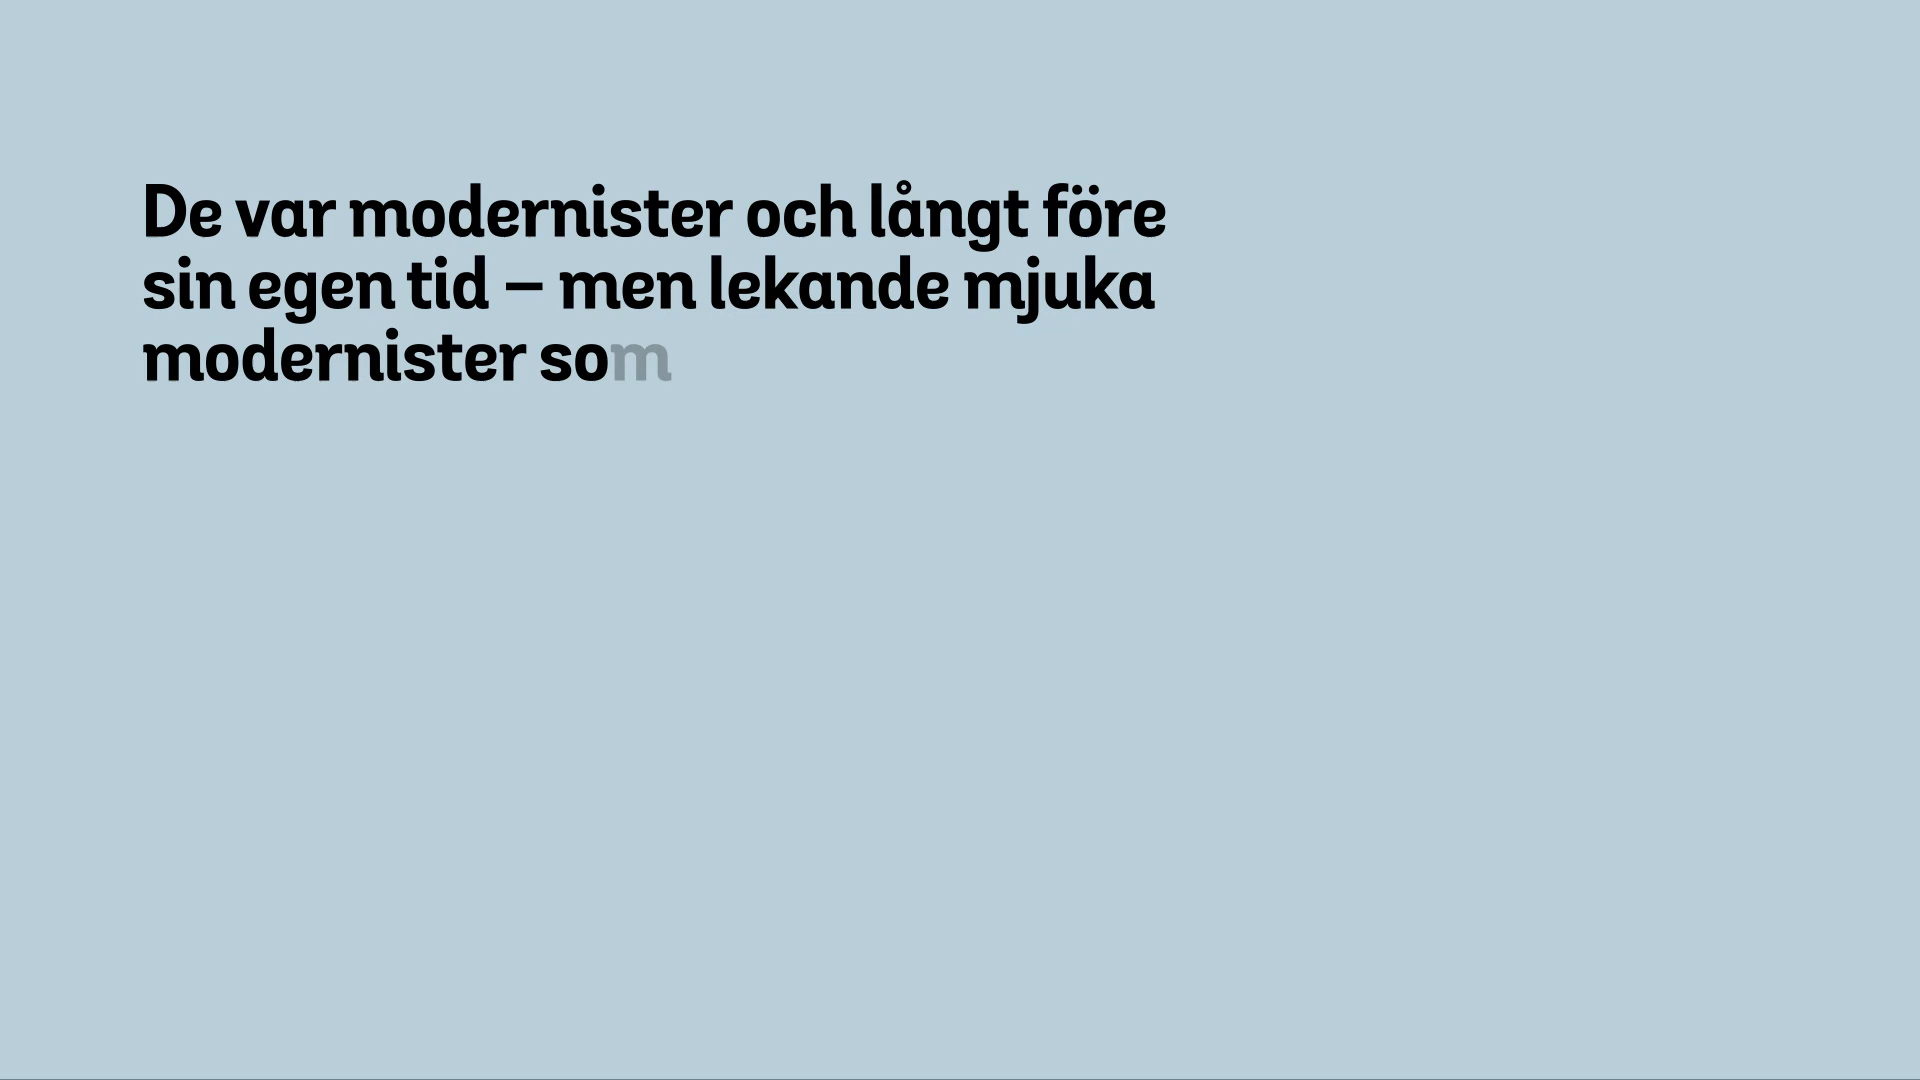 De var modernister och långt före
sin egen tid – men lekande mjuka
modernister som